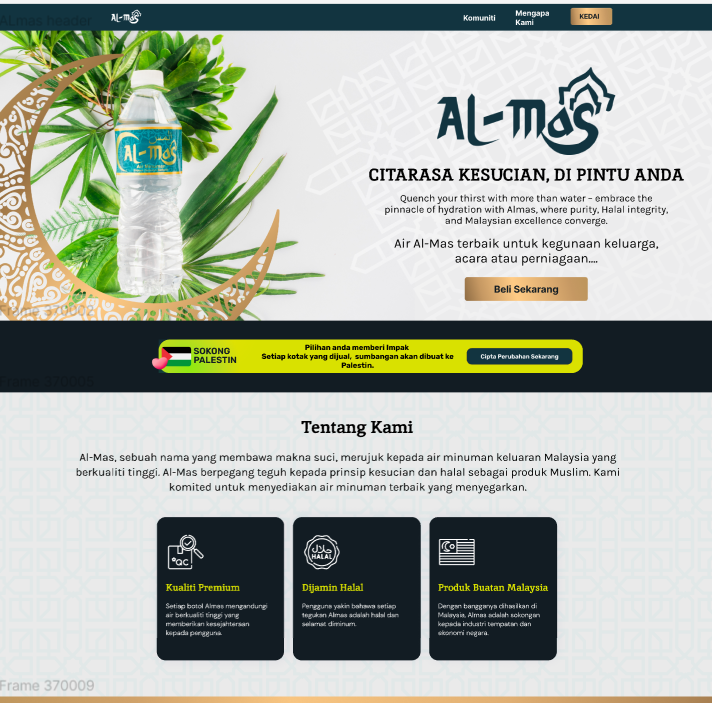 ALmas header
AL-mas
Komuniti
Mengapa
Kami
KEDAI
AL-mas
AL-mas
CITARASA KESUCIAN, DI PINTU ANDA
Quench your thirst with more than water – embrace the
pinnacle of hydration with Almas, where purity, Halal integrity,
and Malaysian excellence converge.
Air Al-Mas terbaik untuk kegunaan keluarga,
acara atau perniagaan....
Beli Sekarang
Frame 370002
SOKONG
PALESTIN
Pilihan anda memberi Impak
Setiap kotak yang dijual, sumbangan akan dibuat ke
Palestin.
Cipta Perubahan Sekarang
Frame 370005
Tentang Kami
Al-Mas, sebuah nama yang membawa makna suci, merujuk kepada air minuman keluaran Malaysia yang
berkualiti tinggi. Al-Mas berpegang teguh kepada prinsip kesucian dan halal sebagai produk Muslim. Kami
komited untuk menyediakan air minuman terbaik yang menyegarkan.
QC
Kualiti Premium
Setiap botol Almas mengandungi
air berkualiti tinggi yang
memberikan kesejahteraan
kepada pengguna.
حلال
HALAL
Dijamin Halal
Pengguna yakin bahawa setiap
tegukan Almas adalah halal dan
selamat diminum.
Produk Buatan Malaysia
Dengan bangganya dihasilkan di
Malaysia, Almas adalah sokongan
kepada industri tempatan dan
ekonomi negara.
Frame 370009